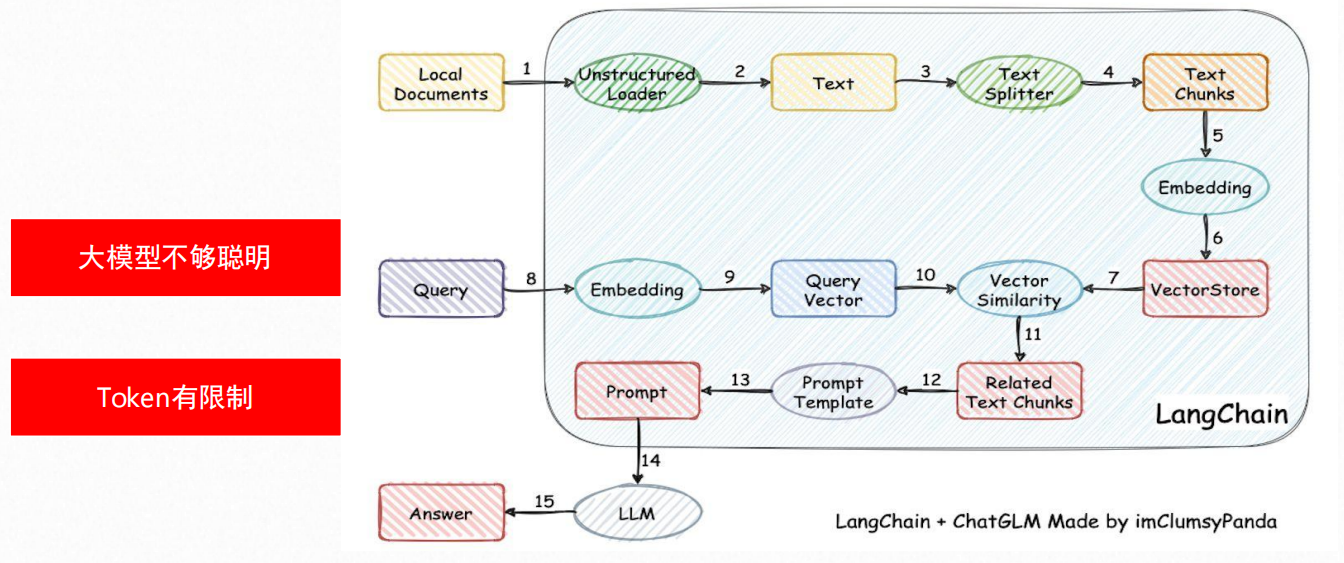 Local
Documents
1
Unstructured
Loader
2
Text
3
Text
Splitter
4
Text
Chunks
5
Embedding
6
大模型不够聪明
Query
8
Embedding
9
Query
Vector
10
Vector
Similarity
7
VectorStore
11
Token有限制
Prompt
13
Prompt
Template
12
Related
Text Chunks
LangChain
14
Answer
15
LLM
LangChain + ChatGLM Made by imClumsyPanda